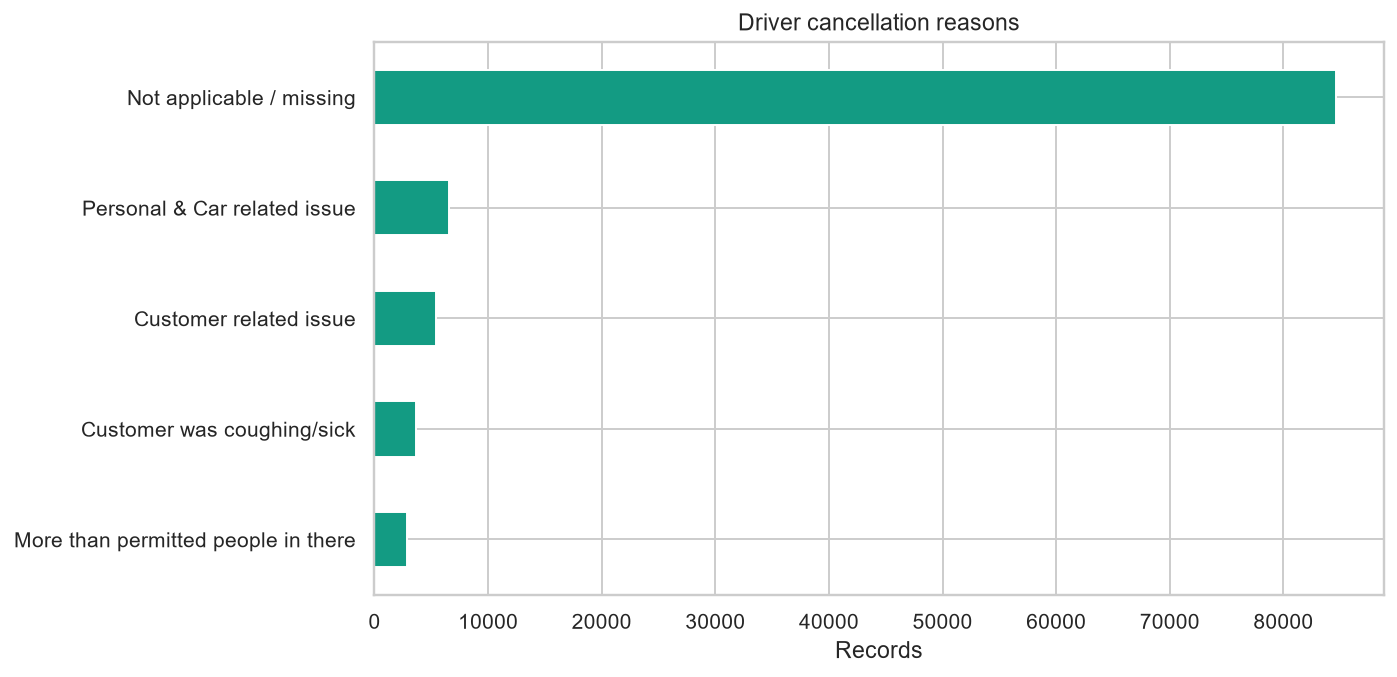 Driver cancellation reasons
Not applicable / missing
Personal & Car related issue
Customer related issue
Customer was coughing/sick
More than permitted people in there
0 10000 20000 30000 40000 50000 60000 70000 80000
Records